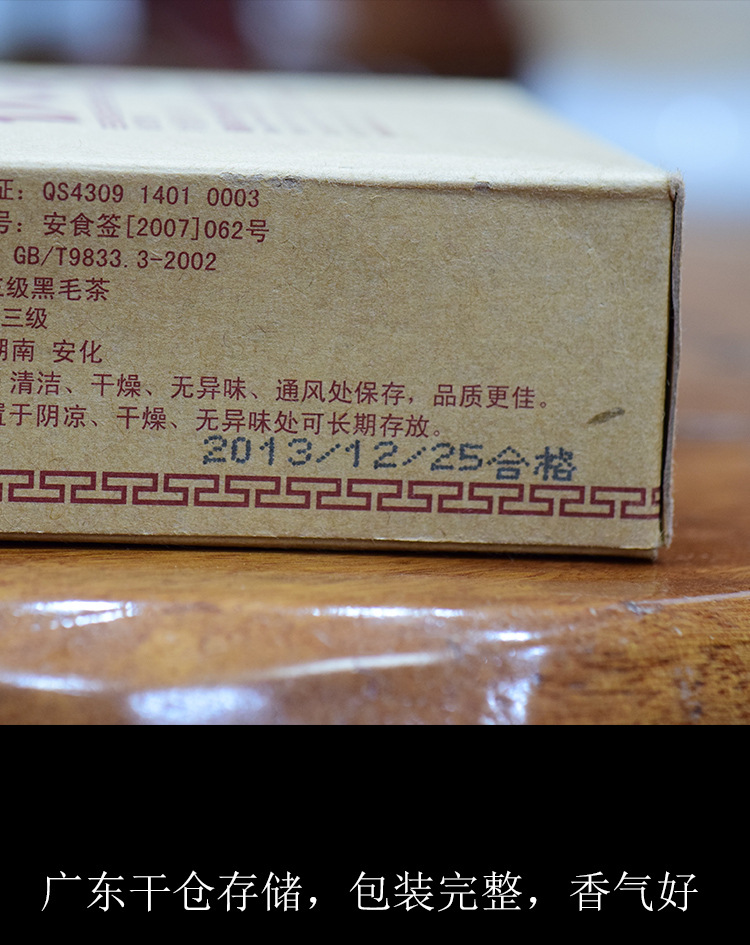 证：QS4309 1401 0003
号：安食签[2007]062号
GB/T9833.3-2002
三级黑毛茶
三级
湖南 安化
清洁、干燥、无异味、通风处保存，品质更佳。
置于阴凉、干燥、无异味处可长期存放。
2013/12/25合格
广东干仓存储，包装完整，香气好